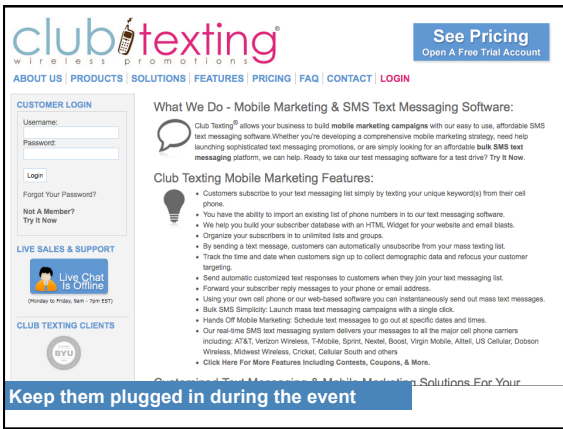 club texting®
wireless promotions
See Pricing
Open A Free Trial Account
ABOUT US | PRODUCTS | SOLUTIONS | FEATURES | PRICING | FAQ | CONTACT | LOGIN
CUSTOMER LOGIN
Username:
Password:
Login
Forgot Your Password?
Not A Member?
Try It Now
LIVE SALES & SUPPORT
Live Chat
Is Offline
(Monday to Friday, 9am - 7pm EST)
CLUB TEXTING CLIENTS
BYU
What We Do - Mobile Marketing & SMS Text Messaging Software:
Club Texting® allows your business to build mobile marketing campaigns with our easy to use, affordable SMS
text messaging software.Whether you're developing a comprehensive mobile marketing strategy, need help
launching sophisticated text messaging promotions, or are simply looking for an affordable bulk SMS text
messaging platform, we can help. Ready to take our test messaging software for a test drive? Try It Now.
Club Texting Mobile Marketing Features:
• Customers subscribe to your text messaging list simply by texting your unique keyword(s) from their cell
phone.
• You have the ability to import an existing list of phone numbers in to our text messaging software.
• We help you build your subscriber database with an HTML Widget for your website and email blasts.
• Organize your subscribers in to unlimited lists and groups.
• By sending a text message, customers can automatically unsubscribe from your mass texting list.
• Track the time and date when customers sign up to collect demographic data and refocus your customer
targeting.
• Send automatic customized text responses to customers when they join your text messaging list.
• Forward your subscriber reply messages to your phone or email address.
• Using your own cell phone or our web-based software you can instantaneously send out mass text messages.
• Bulk SMS Simplicity: Launch mass text messaging campaigns with a single click.
• Hands Off Mobile Marketing: Schedule text messages to go out at specific dates and times.
• Our real-time SMS text messaging system delivers your messages to all the major cell phone carriers
including: AT&T, Verizon Wireless, T-Mobile, Sprint, Nextel, Boost, Virgin Mobile, Alltell, US Cellular, Dobson
Wireless, Midwest Wireless, Cricket, Cellular South and others
• Click Here For More Features Including Contests, Coupons, & More.
Customized Text Messaging & Mobile Marketing Solutions For Your
Keep them plugged in during the event